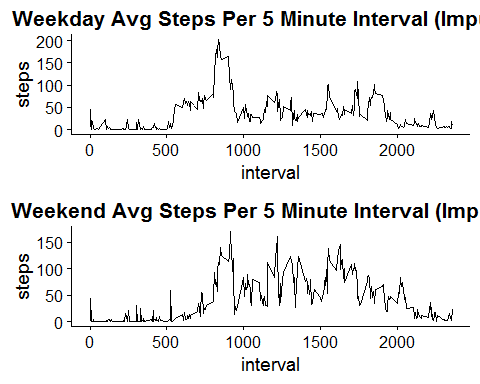 Weekday Avg Steps Per 5 Minute Interval (Impu
steps
200
150
100
50
0
0 500 1000 1500 2000
interval
Weekend Avg Steps Per 5 Minute Interval (Imp
steps
150
100
50
0
0 500 1000 1500 2000
interval